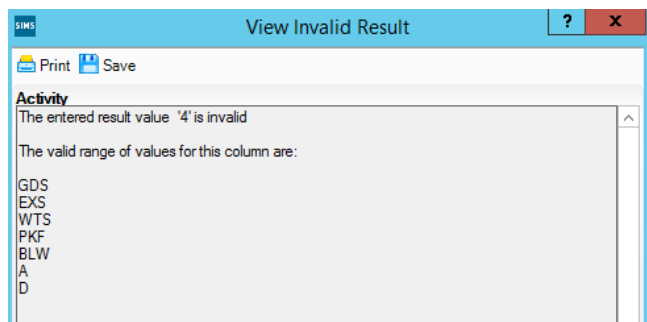 SIMS
View Invalid Result
? X
Print Save
Activity
The entered result value '4' is invalid
The valid range of values for this column are:
GDS
EXS
WTS
PKF
BLW
A
D